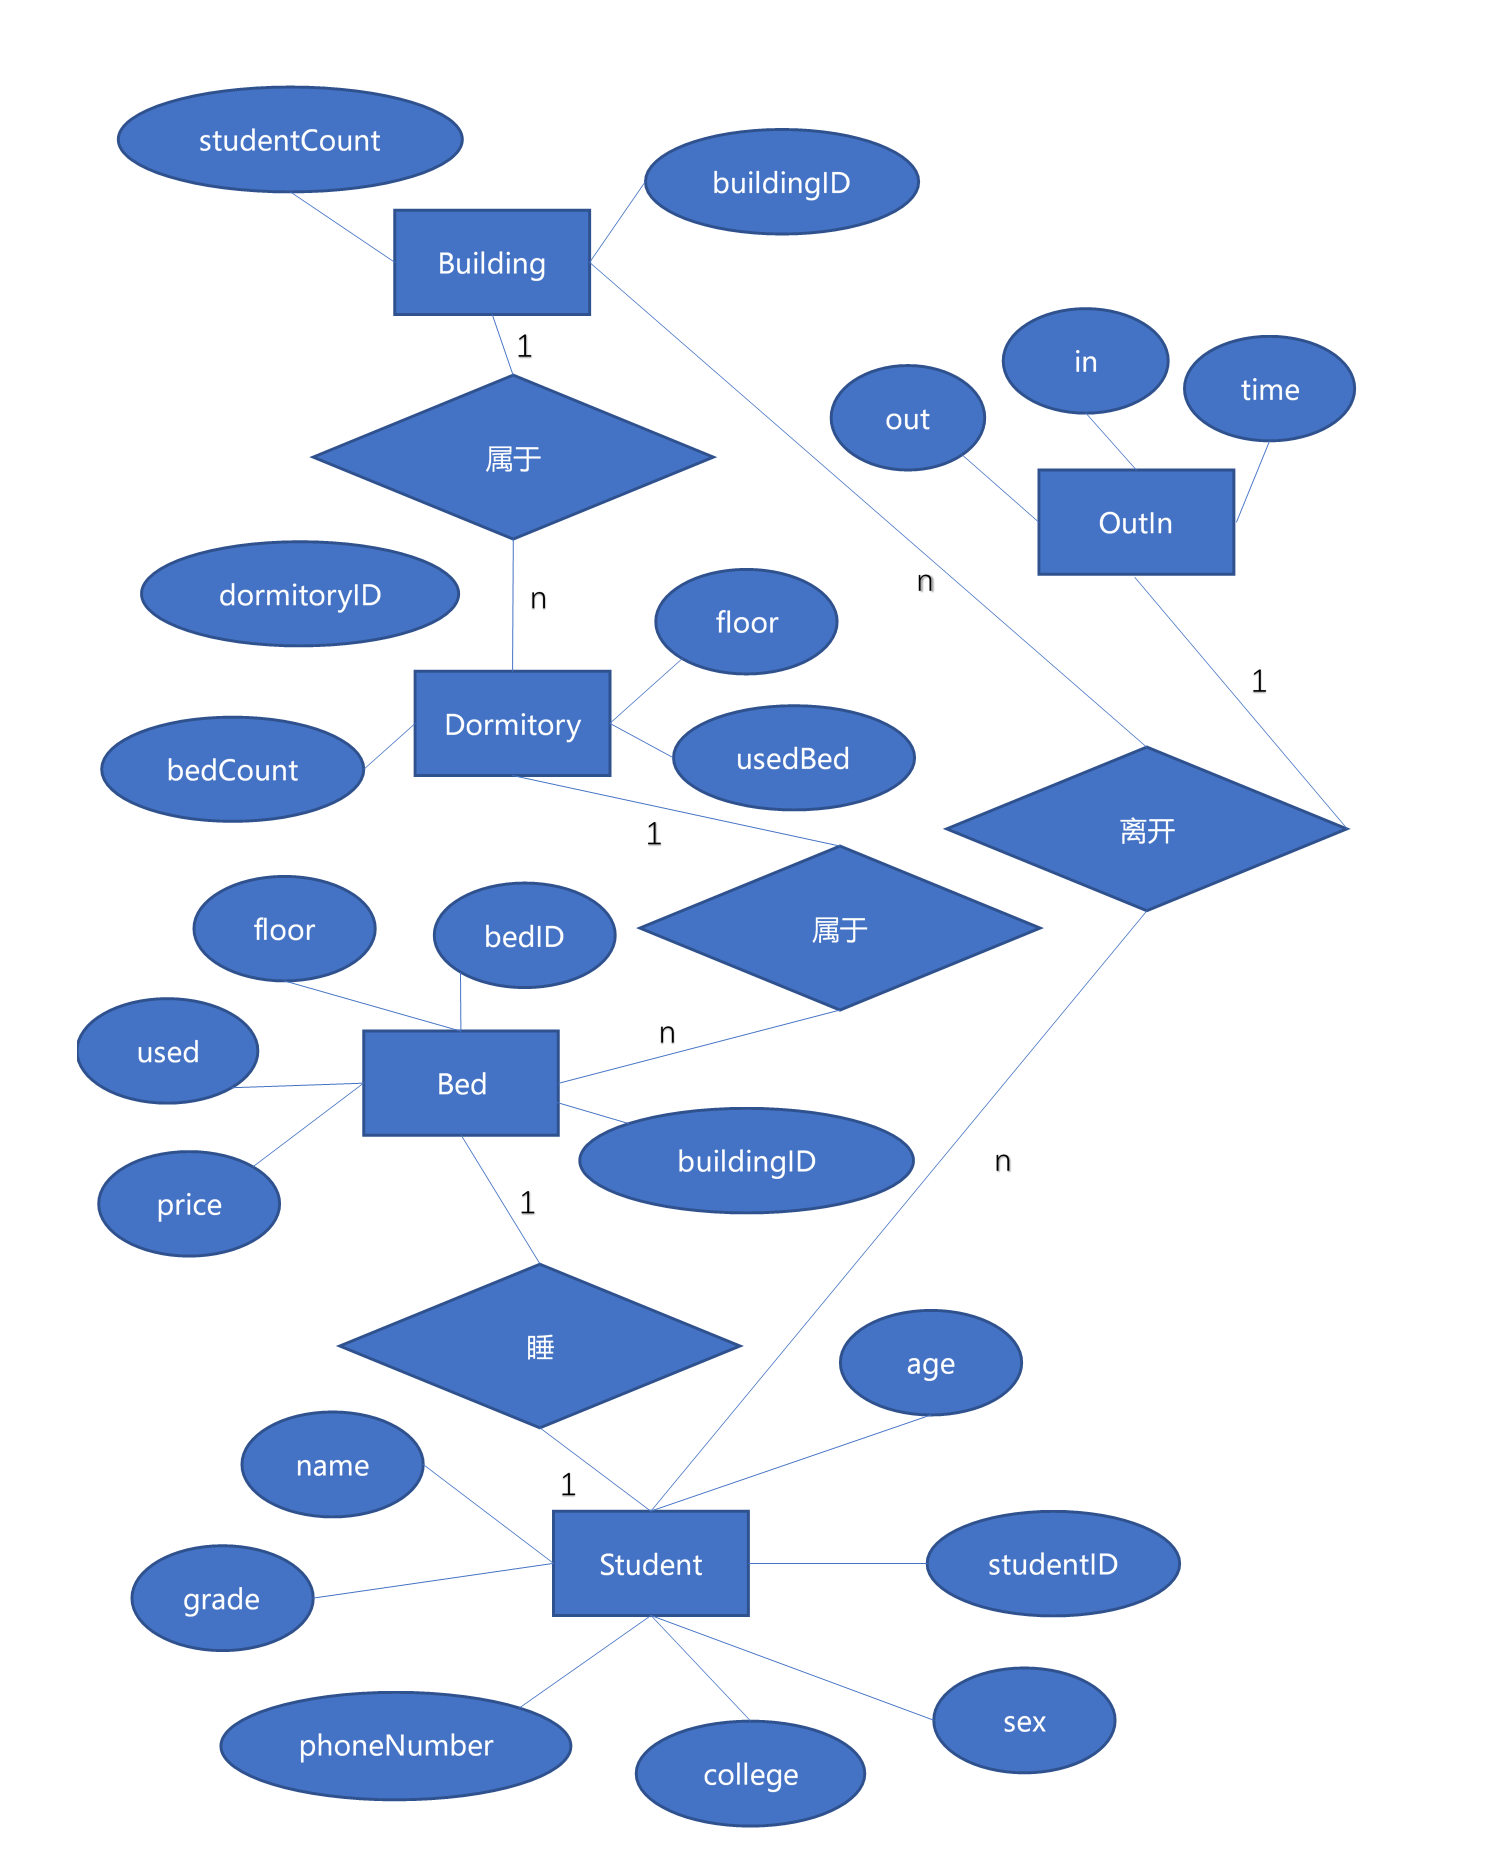 studentCount
buildingID
Building
1
in
time
out
属于
OutIn
n
dormitoryID
n
floor
1
Dormitory
usedBed
bedCount
1
离开
floor
bedID
属于
n
used
Bed
buildingID
n
price
1
睡
age
name
1
Student
studentID
grade
sex
phoneNumber
college